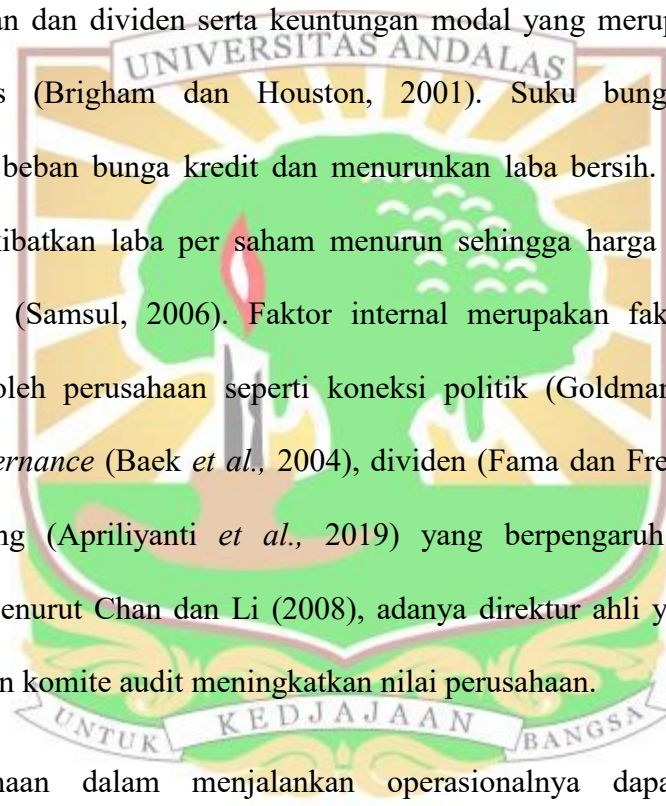 an dan dividen serta keuntungan modal yang merup
UNIVERSITAS ANDALAS
s (Brigham dan Houston, 2001). Suku bung
beban bunga kredit dan menurunkan laba bersih.
kibatkan laba per saham menurun sehingga harga
(Samsul, 2006). Faktor internal merupakan fak
oleh perusahaan seperti koneksi politik (Goldman
ernance (Baek et al., 2004), dividen (Fama dan Fre
ng (Apriliyanti et al., 2019) yang berpengaruh
enurut Chan dan Li (2008), adanya direktur ahli y
n komite audit meningkatkan nilai perusahaan.
UNTUK KEDJAJAAN BANGSA
naan dalam menjalankan operasionalnya dapa